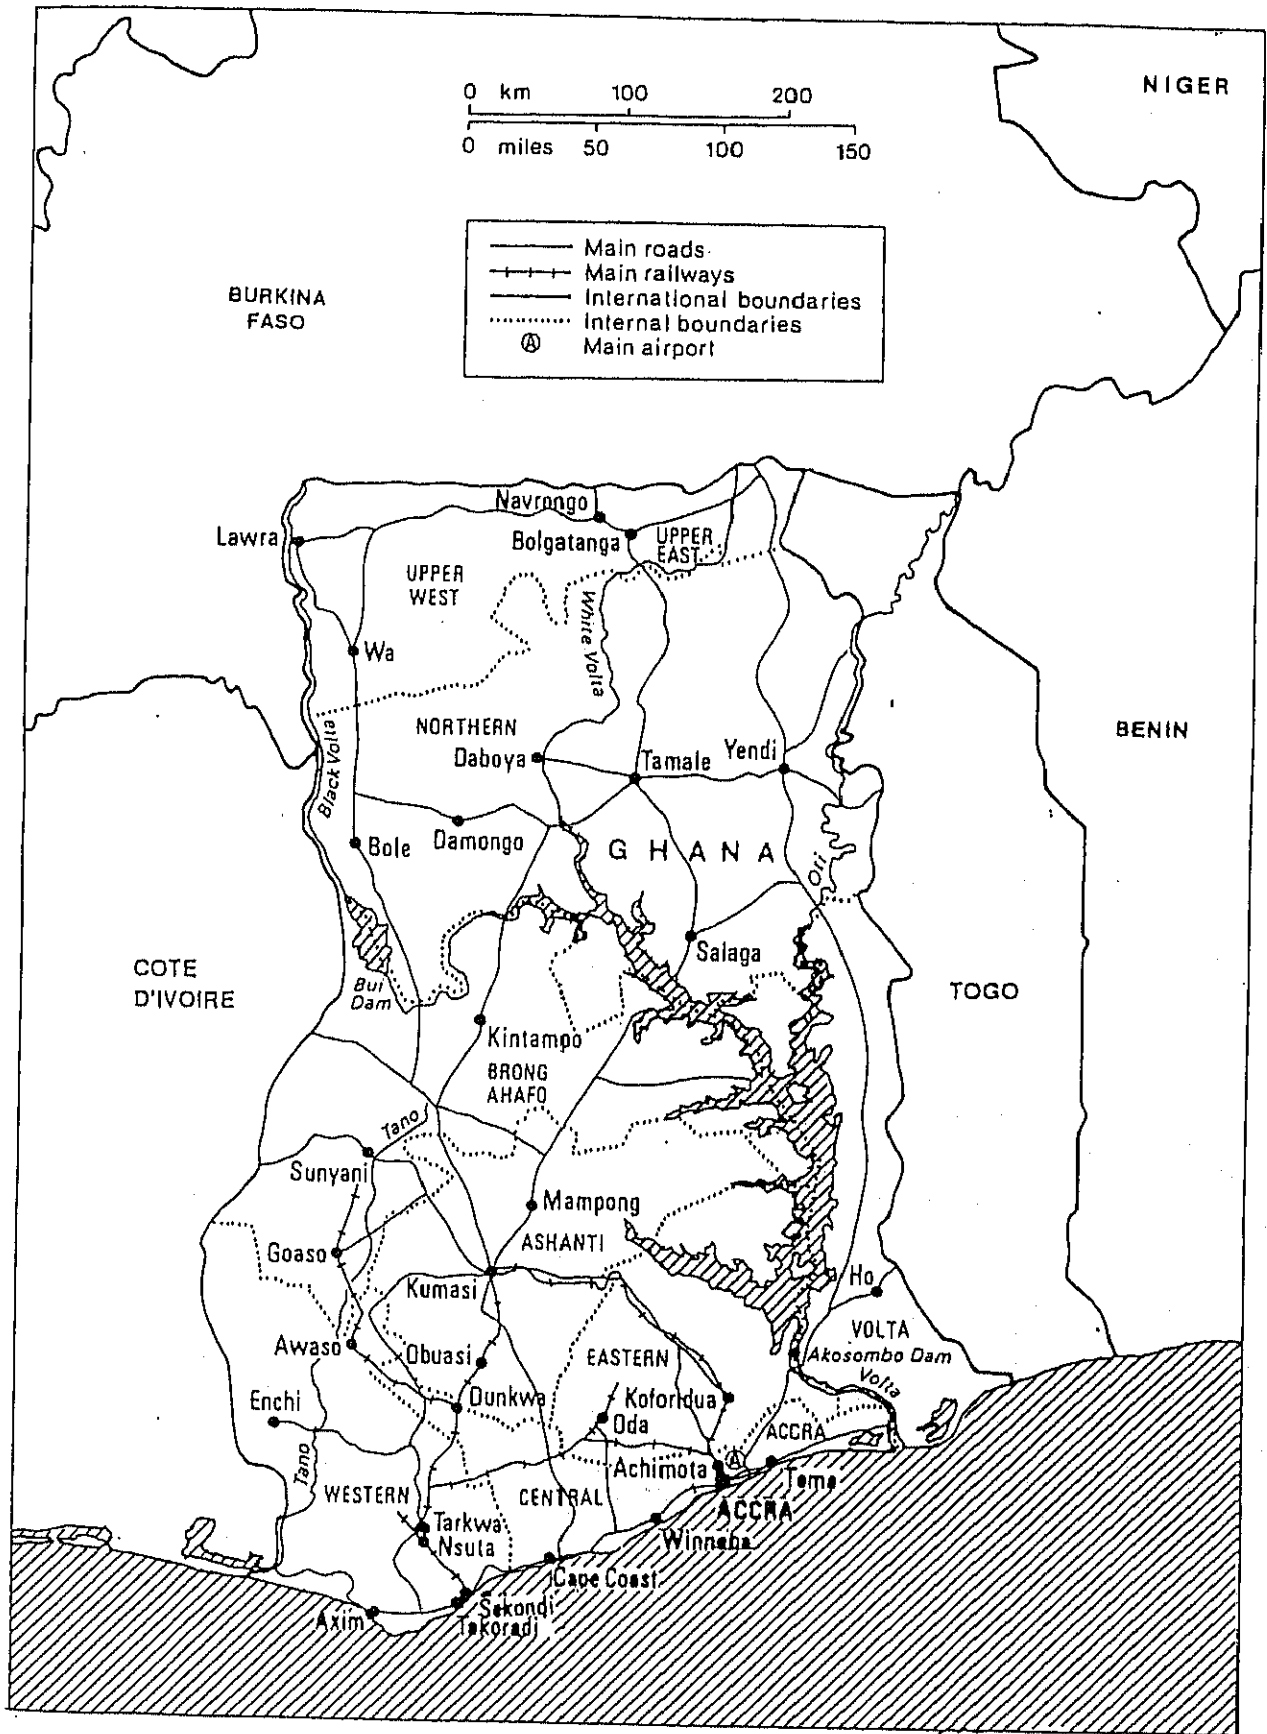 NIGER
0 km 100 200
0 miles 50 100 150
Main roads
Main railways
International boundaries
Internal boundaries
A Main airport
BURKINA
FASO
Navrongo
Lawra
Bolgatanga
UPPER
EAST
UPPER
WEST
White Volta
Wa
NORTHERN
BENIN
Black Volta
Daboya
Tamale
Yendi
Damongo
Bole
GHANA
Oti
Salaga
COTE
D'IVOIRE
Bui
Dam
TOGO
Kintampo
BRONG
AHAFO
Tano
Sunyani
Mampong
ASHANTI
Goaso
Kumasi
Ho
VOLTA
Akosombo Dam
Volta
Awaso
Obuasi
EASTERN
Enchi
Dunkwa
Koforidua
Oda
ACCRA
Tano
Achimota
A
Tema
WESTERN
CENTRAL
ACCRA
Tarkwa
Nsuta
Winneba
Cape Coast
Sekondi
Takoradi
Axim